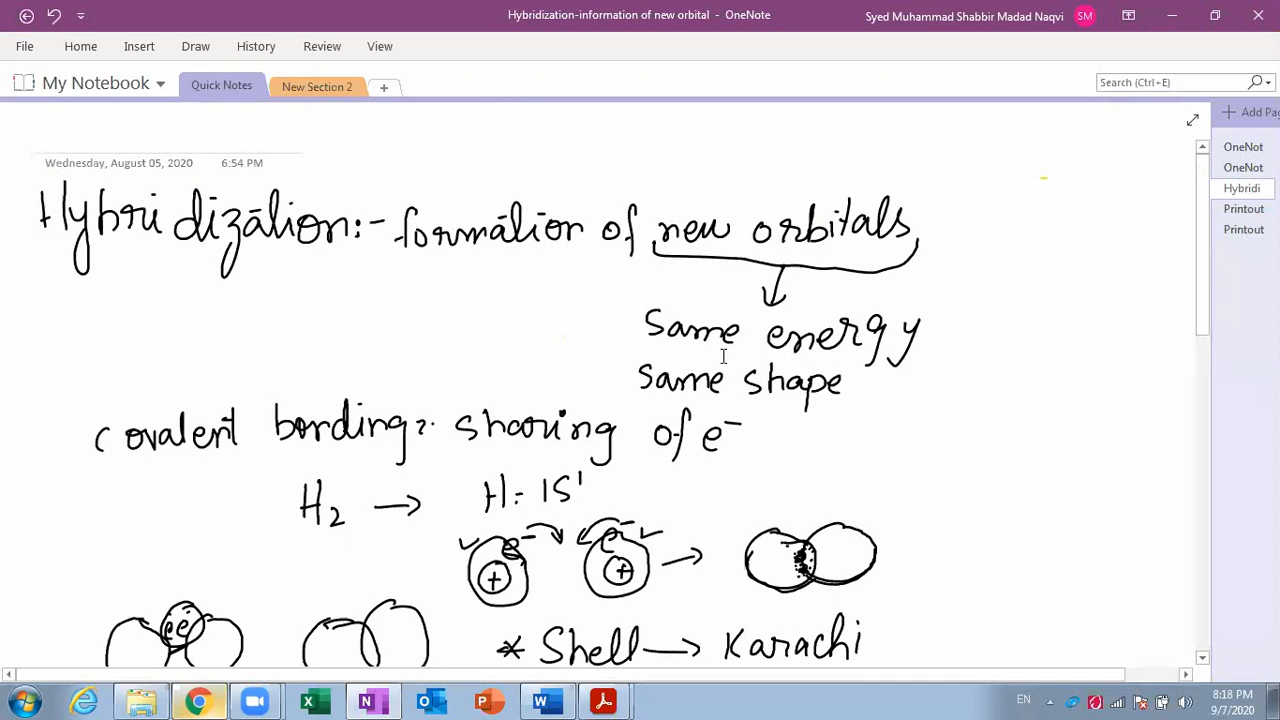 Hybridization-information of new orbital - OneNote
Syed Muhammad Shabbir Madad Naqvi
SM
File Home Insert Draw History Review View
My Notebook
Quick Notes
New Section 2
Search (Ctrl+E)
Add Pag
OneNot
OneNot
Hybridi
Printout
Printout
Wednesday, August 05, 2020 6:54 PM
Hybridization:- formation of new orbitals
Same energy
Same shape
covalent bonding:- sharing of e⁻
H₂ → H= 1S¹
e⁻ e⁻
+ + →
e e
* Shell → Karachi
EN
8:18 PM
9/7/2020